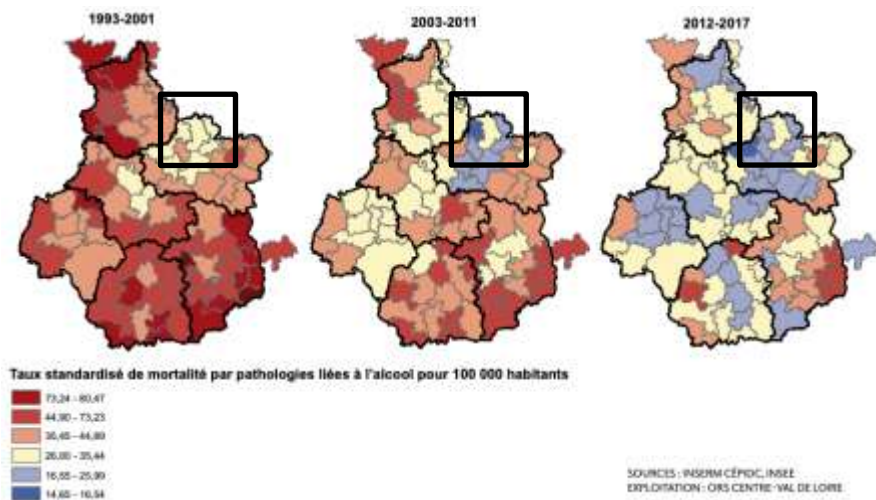 1993-2001
2003-2011
2012-2017
Taux standardisé de mortalité par pathologies liées à l'alcool pour 100 000 habitants
73,24 - 80,47
44,90 - 73,23
35,45 - 44,89
26,00 - 35,44
16,55 - 25,99
14,65 - 16,54
SOURCES : INSERM CÉPIDC, INSEE
EXPLOITATION : ORS CENTRE-VAL DE LOIRE